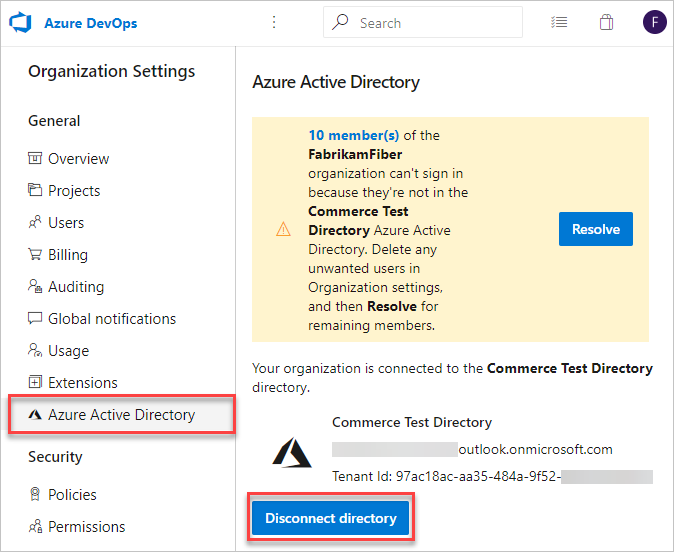 Azure DevOps
Search
F
Organization Settings
General
Overview
Projects
Users
Billing
Auditing
Global notifications
Usage
Extensions
Azure Active Directory
Security
Policies
Permissions
Azure Active Directory
10 member(s) of the
FabrikamFiber
organization can't sign in
because they're not in the
Commerce Test
Directory Azure Active
Directory. Delete any
unwanted users in
Organization settings,
and then Resolve for
remaining members.
Resolve
Your organization is connected to the Commerce Test Directory
directory.
Commerce Test Directory
outlook.onmicrosoft.com
Tenant Id: 97ac18ac-aa35-484a-9f52-
Disconnect directory